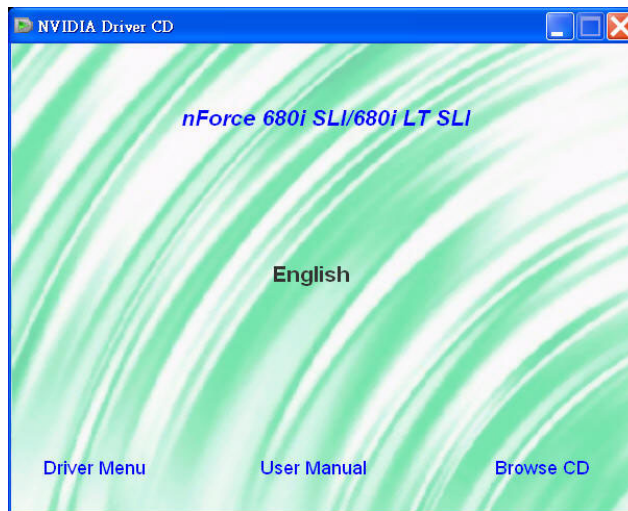 NVIDIA Driver CD
nForce 680i SLI/680i LT SLI
English
Driver Menu
User Manual
Browse CD